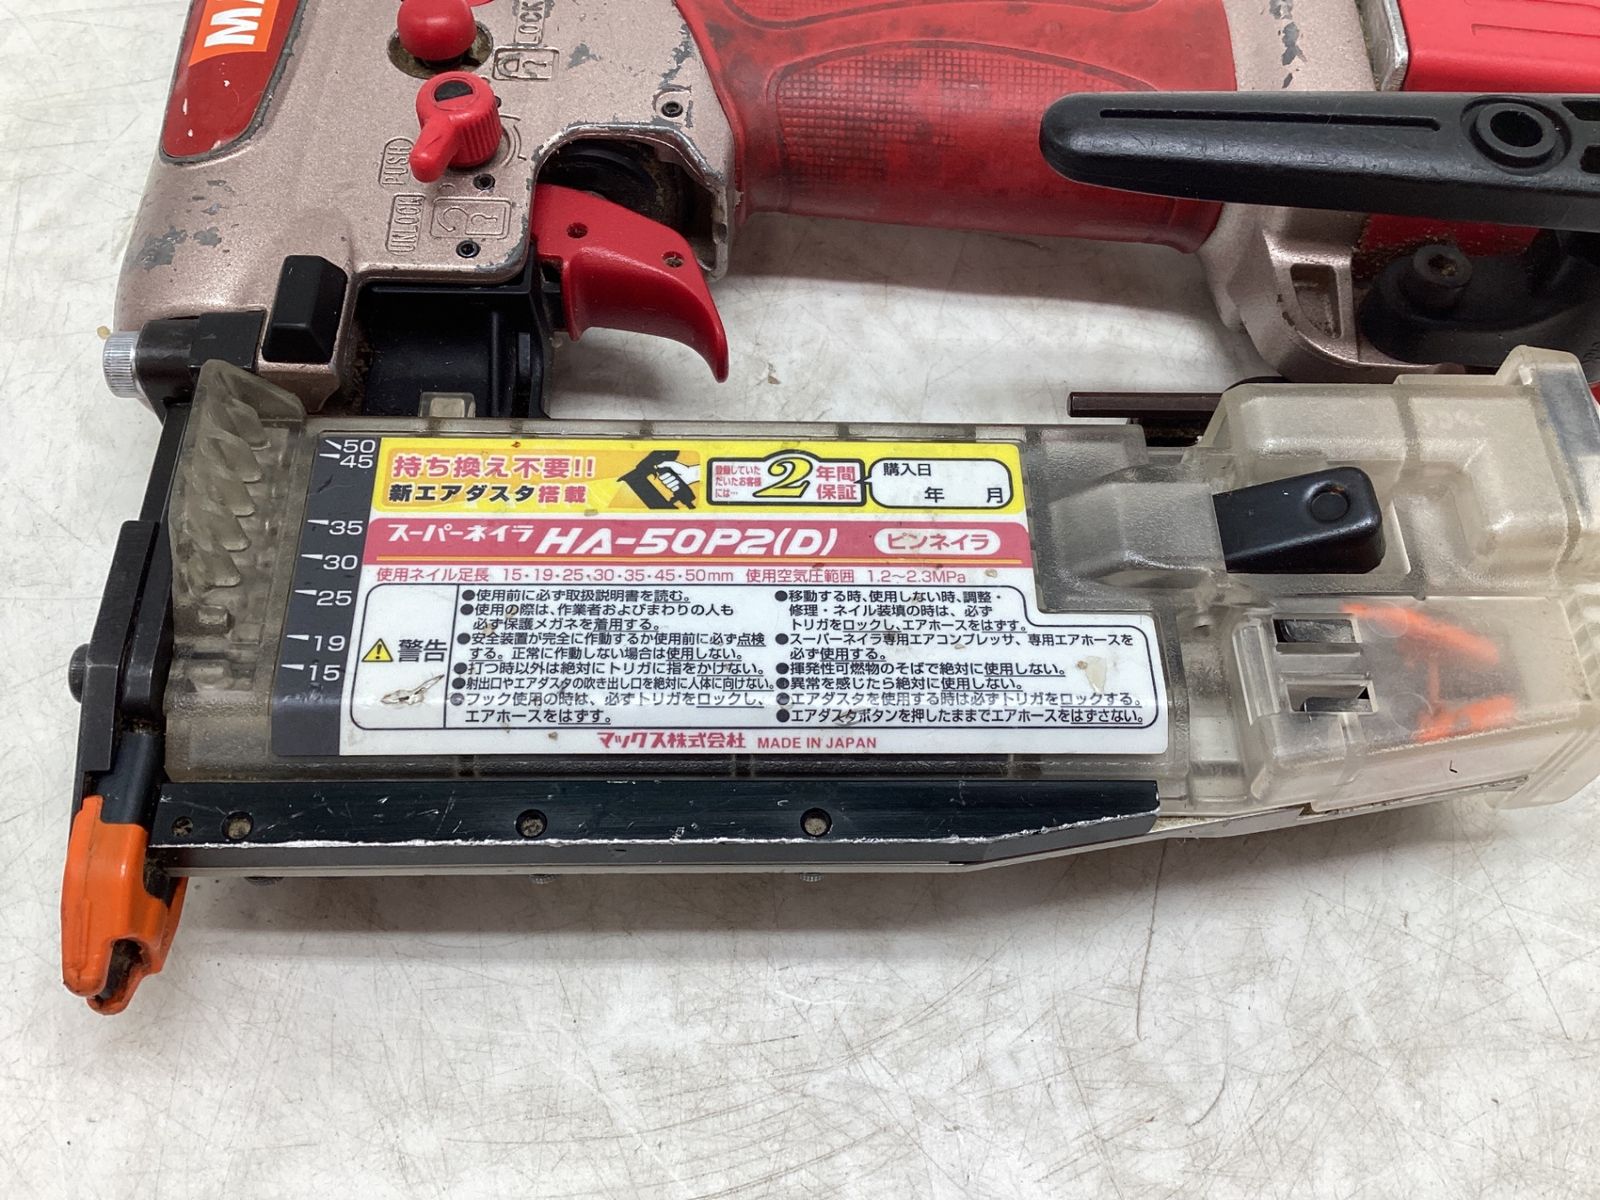 MA
LOCK
PUSH
UNLOCK
50
45
35
30
25
19
15
持ち換え不要!!
新エアダスタ搭載
登録していた
だいたお客様
には…
2年間
保証
購入日
年 月
スーパーネイラ HA-50P2(D) ピンネイラ
使用ネイル足長 15・19・25・30・35・45・50mm 使用空気圧範囲 1.2〜2.3MPa
警告
●使用前に必ず取扱説明書を読む。
●使用の際は、作業者およびまわりの人も
必ず保護メガネを着用する。
●安全装置が完全に作動するか使用前に必ず点検
する。正常に作動しない場合は使用しない。
●打つ時以外は絶対にトリガに指をかけない。
●射出口やエアダスタの吹き出し口を絶対に人体に向けない。
●フック使用の時は、必ずトリガをロックし、
エアホースをはずす。
●移動する時、使用しない時、調整・
修理・ネイル装填の時は、必ず
トリガをロックし、エアホースをはずす。
●スーパーネイラ専用エアコンプレッサ、専用エアホースを
必ず使用する。
●揮発性可燃物のそばで絶対に使用しない。
●異常を感じたら絶対に使用しない。
●エアダスタを使用する時は必ずトリガをロックする。
●エアダスタボタンを押したままでエアホースをはずさない。
マックス株式会社 MADE IN JAPAN